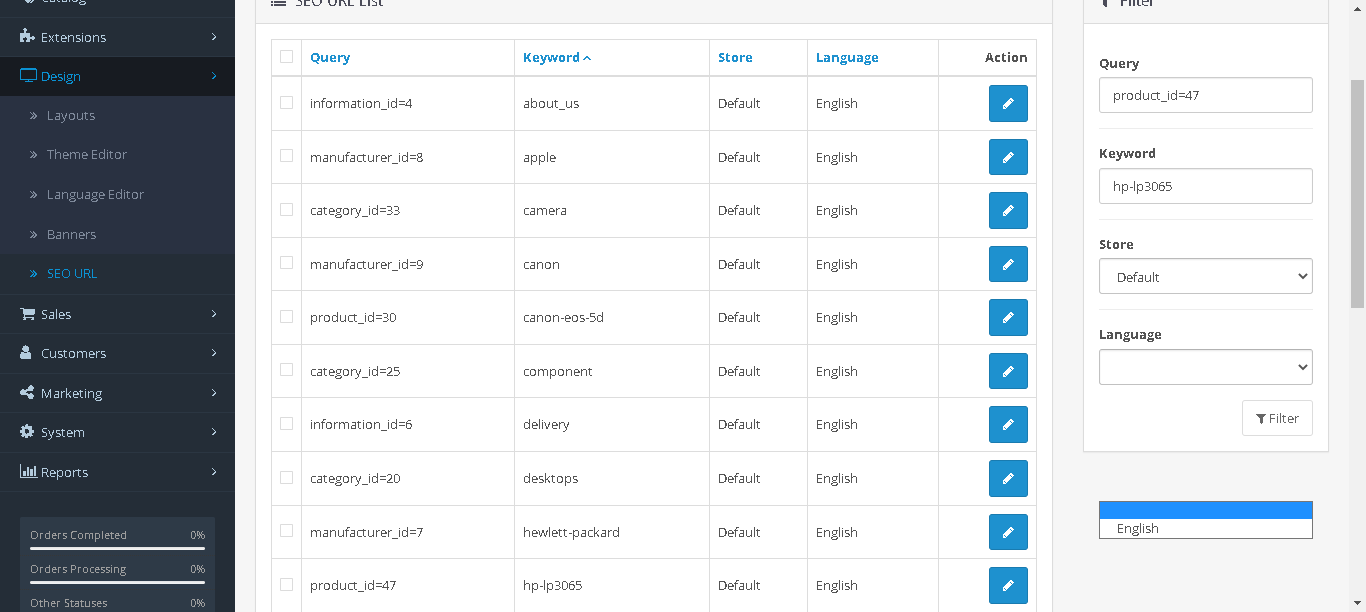 Catalog
Extensions
Design
Layouts
Theme Editor
Language Editor
Banners
SEO URL
Sales
Customers
Marketing
System
Reports
Orders Completed 0%
Orders Processing 0%
Other Statuses 0%
SEO URL List
Query Keyword Store Language Action
information_id=4 about_us Default English
manufacturer_id=8 apple Default English
category_id=33 camera Default English
manufacturer_id=9 canon Default English
product_id=30 canon-eos-5d Default English
category_id=25 component Default English
information_id=6 delivery Default English
category_id=20 desktops Default English
manufacturer_id=7 hewlett-packard Default English
product_id=47 hp-lp3065 Default English
Filter
Query
product_id=47
Keyword
hp-lp3065
Store
Default
Language
Filter
English